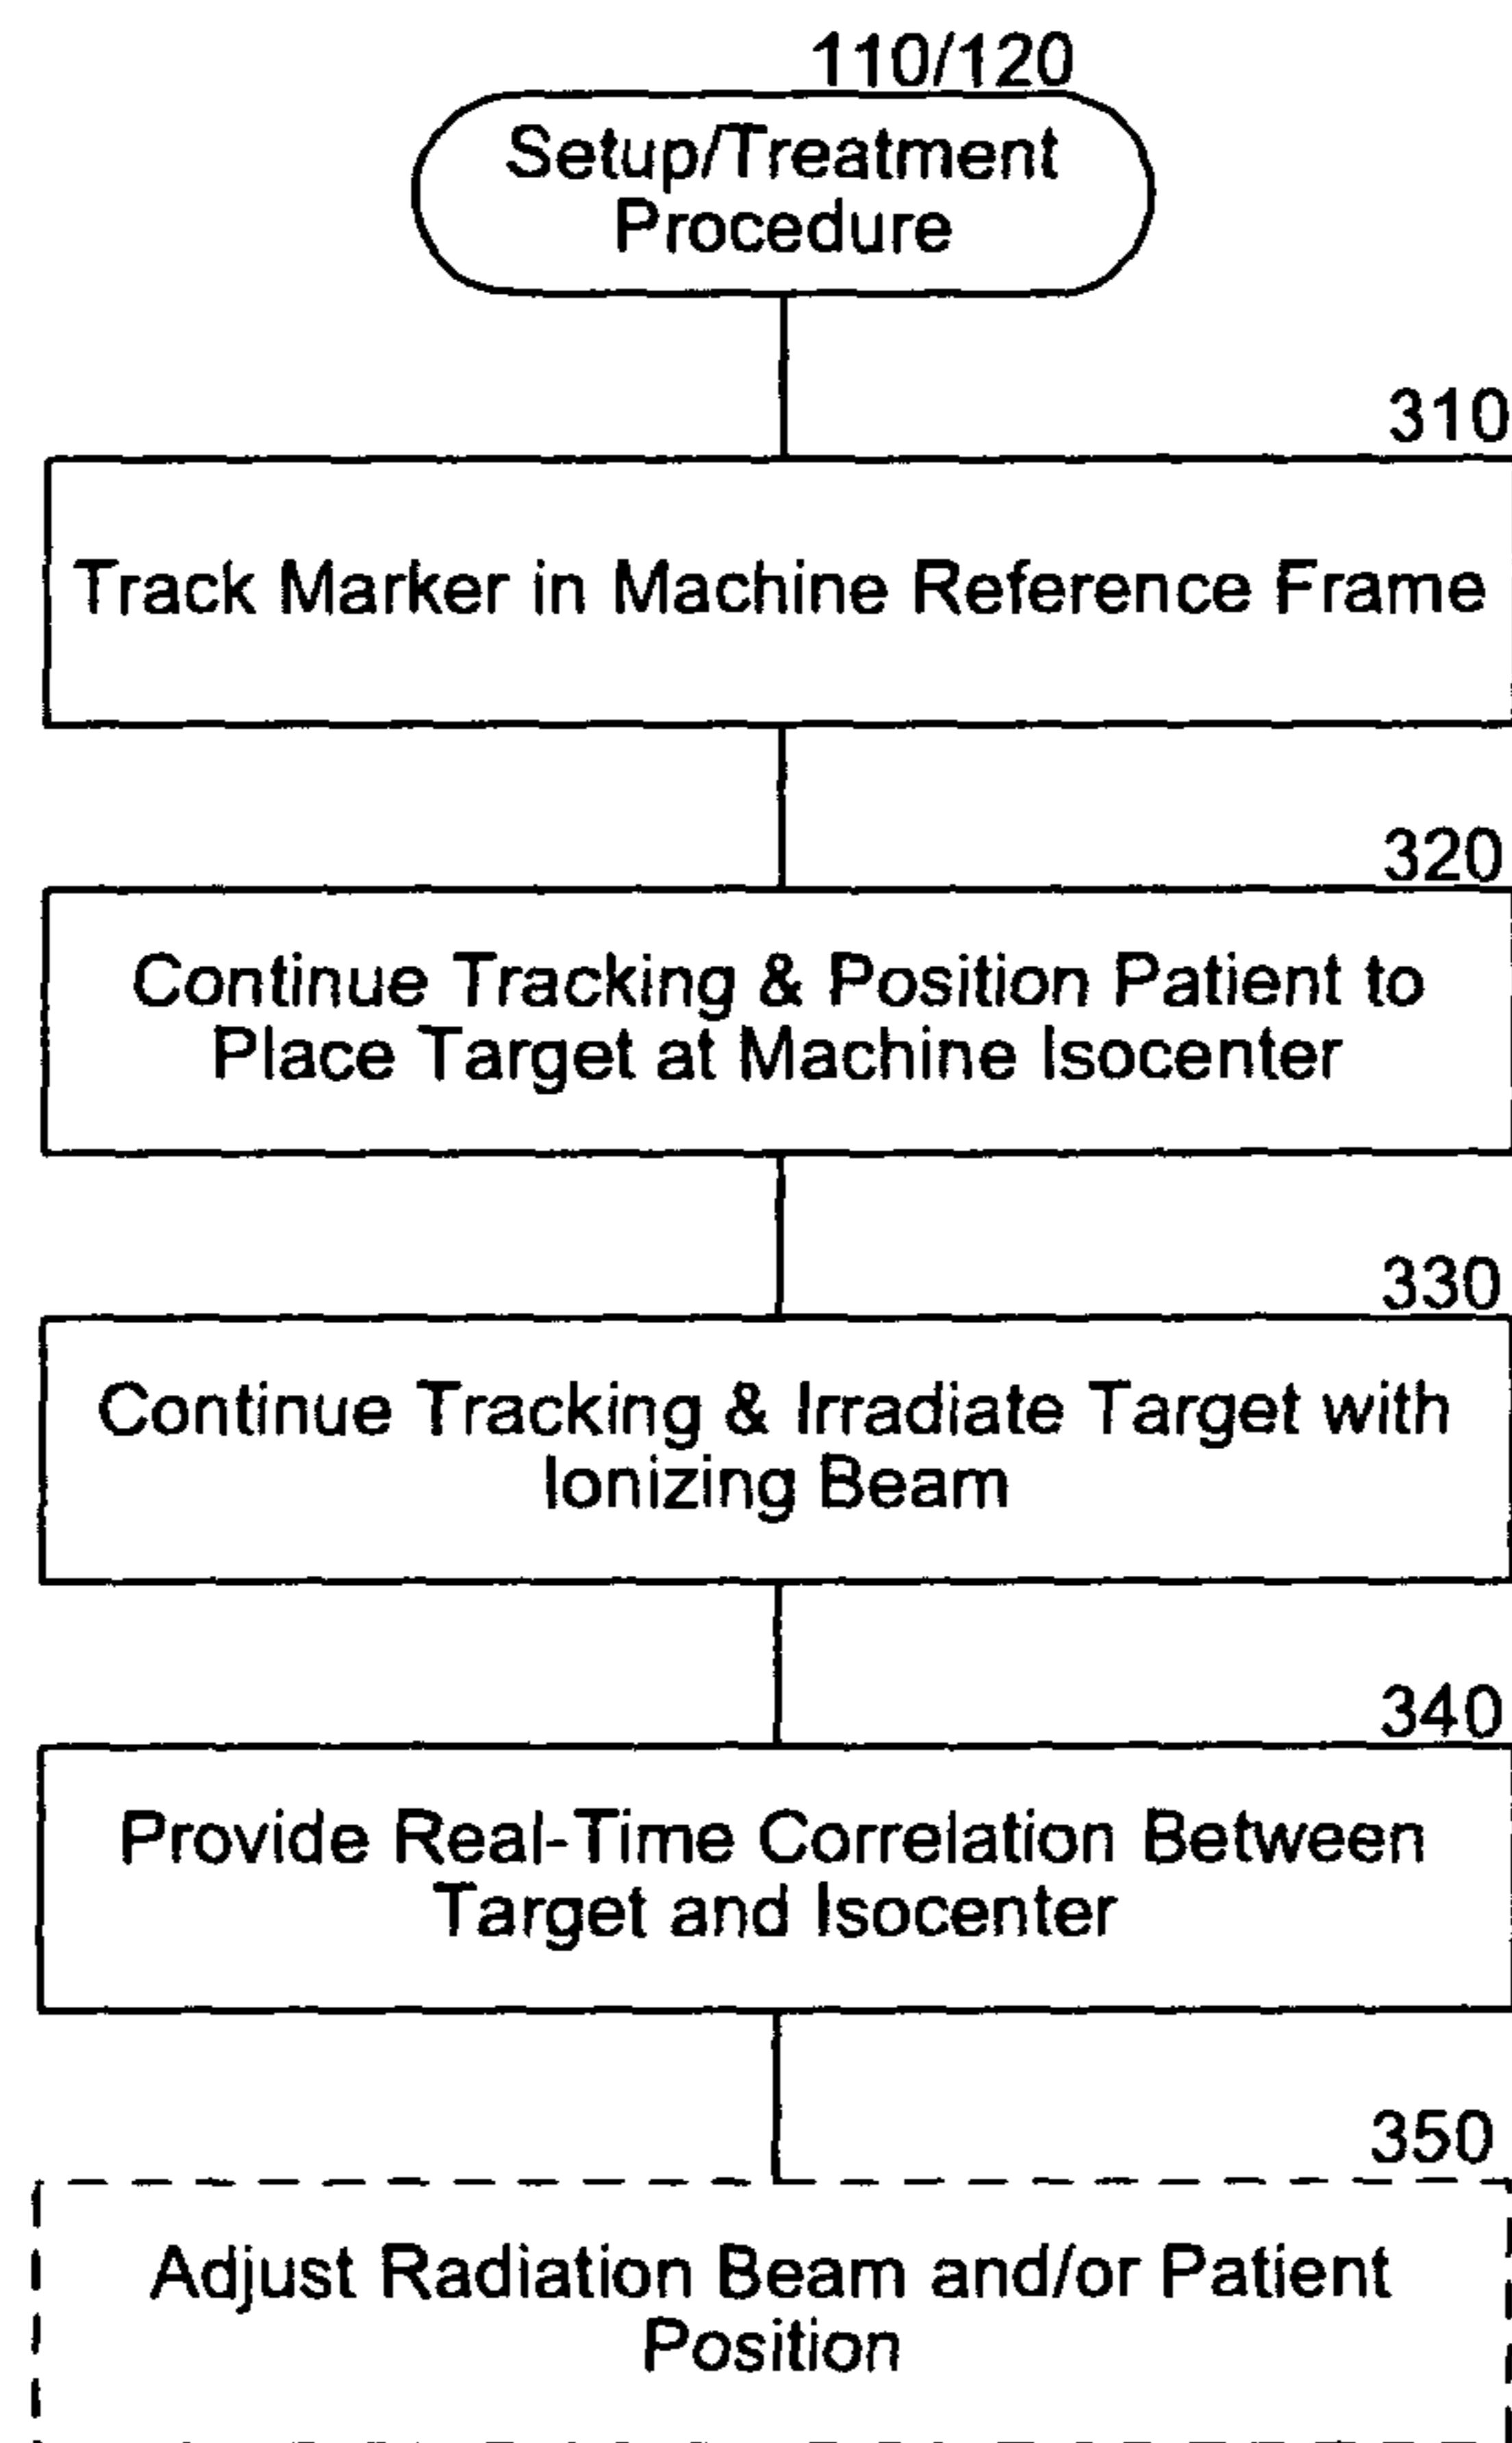 110/120
Setup/Treatment
Procedure
310
Track Marker in Machine Reference Frame
320
Continue Tracking & Position Patient to
Place Target at Machine Isocenter
330
Continue Tracking & Irradiate Target with
Ionizing Beam
340
Provide Real-Time Correlation Between
Target and Isocenter
350
Adjust Radiation Beam and/or Patient
Position